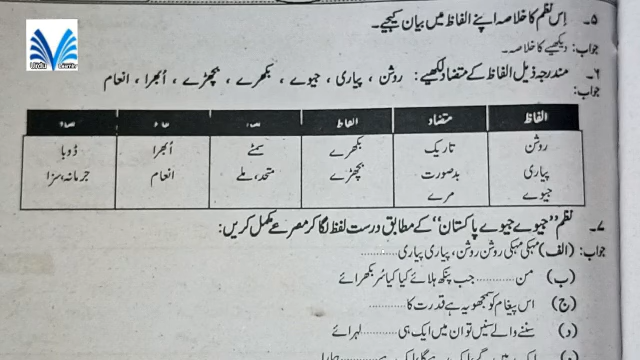 ۵۔ اِس نظم کا خلاصہ اپنے الفاظ میں بیان کیجیے۔
جواب: دیکھیے کا خلاصہ۔
۶۔ مندرجہ ذیل الفاظ کے متضاد لکھیے: روشن ، پیاری ، جیوے ، بکھرے ، بچھڑے ، اُبھرا ، انعام
جواب:
الفاظ متضاد الفاظ
روشن تاریک بکھرے سمٹے اُبھرا ڈوبا
پیاری بدصورت بچھڑے متحد، ملے انعام جرمانہ، سزا
جیوے مرے
۷۔ نظم "جیوے جیوے پاکستان" کے مطابق درست لفظ لگا کر مصرعے مکمل کریں:
جواب: (الف) مہکی مہکی روشن روشن، پیاری پیاری..........
(ب) من.......... جب پنکھ ہلائے کیا کیا سُر بکھرائے
(ج) اس پیغام کو سمجھو یہ ہے قدرت کا..........
(د) سننے والے سنیں تو ان میں ایک ہی.......... لہرائے